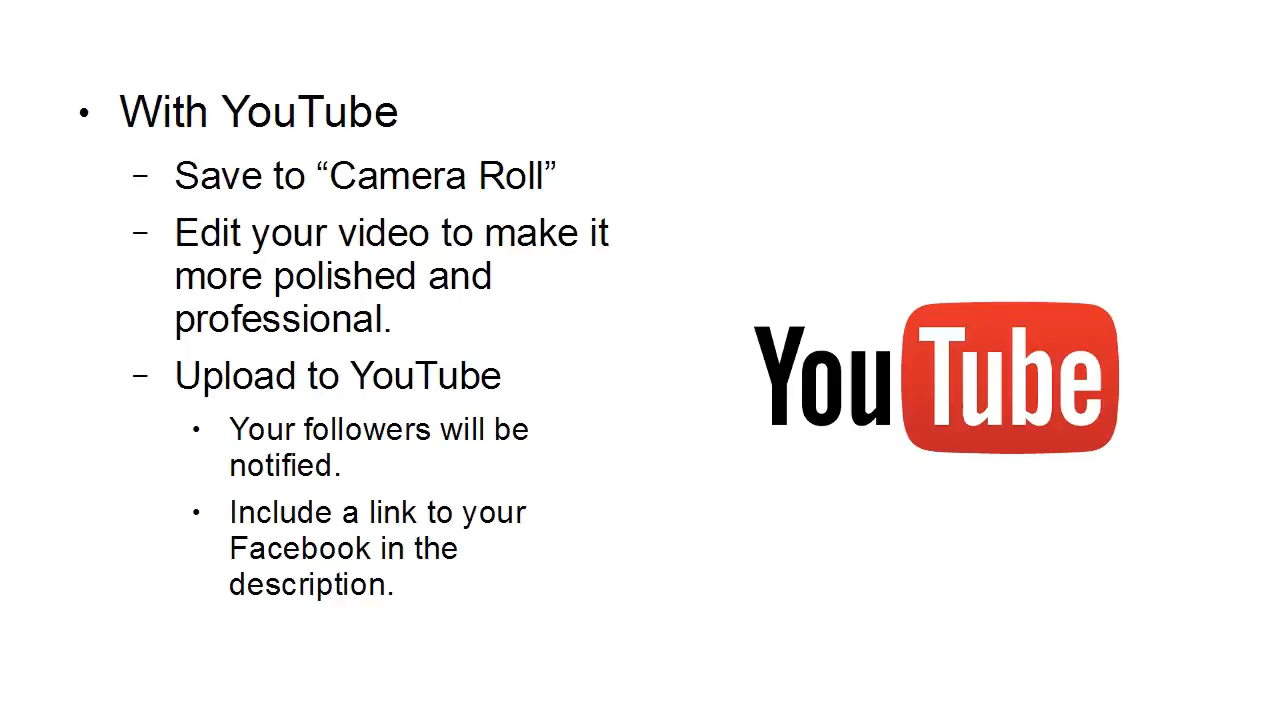 • With YouTube
– Save to “Camera Roll”
– Edit your video to make it
more polished and
professional.
– Upload to YouTube
• Your followers will be
notified.
• Include a link to your
Facebook in the
description.
YouTube